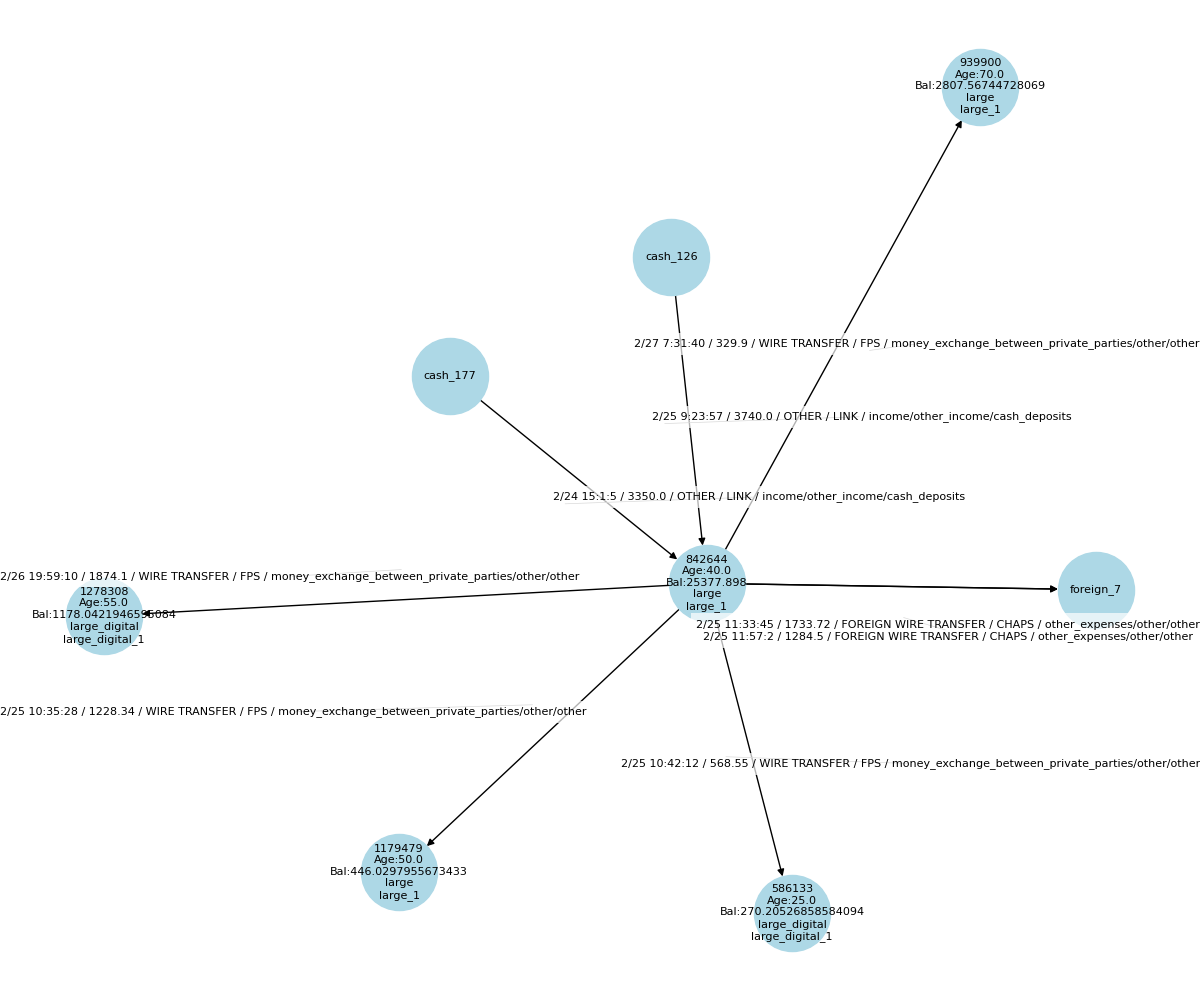 939900
Age:70.0
Bal:2807.56744728069
large
large_1
cash_126
2/27 7:31:40 / 329.9 / WIRE TRANSFER / FPS / money_exchange_between_private_parties/other/other
cash_177
2/25 9:23:57 / 3740.0 / OTHER / LINK / income/other_income/cash_deposits
2/24 15:1:5 / 3350.0 / OTHER / LINK / income/other_income/cash_deposits
842644
Age:40.0
Bal:25377.898
large
large_1
2/26 19:59:10 / 1874.1 / WIRE TRANSFER / FPS / money_exchange_between_private_parties/other/other
1278308
Age:55.0
large_digital
large_digital_1
foreign_7
2/25 11:33:45 / 1733.72 / FOREIGN WIRE TRANSFER / CHAPS / other_expenses/other/other
2/25 11:57:2 / 1284.5 / FOREIGN WIRE TRANSFER / CHAPS / other_expenses/other/other
2/25 10:35:28 / 1228.34 / WIRE TRANSFER / FPS / money_exchange_between_private_parties/other/other
2/25 10:42:12 / 568.55 / WIRE TRANSFER / FPS / money_exchange_between_private_parties/other/other
1179479
Age:50.0
Bal:446.0297955673433
large
large_1
586133
Age:25.0
Bal:270.20526858584094
large_digital
large_digital_1